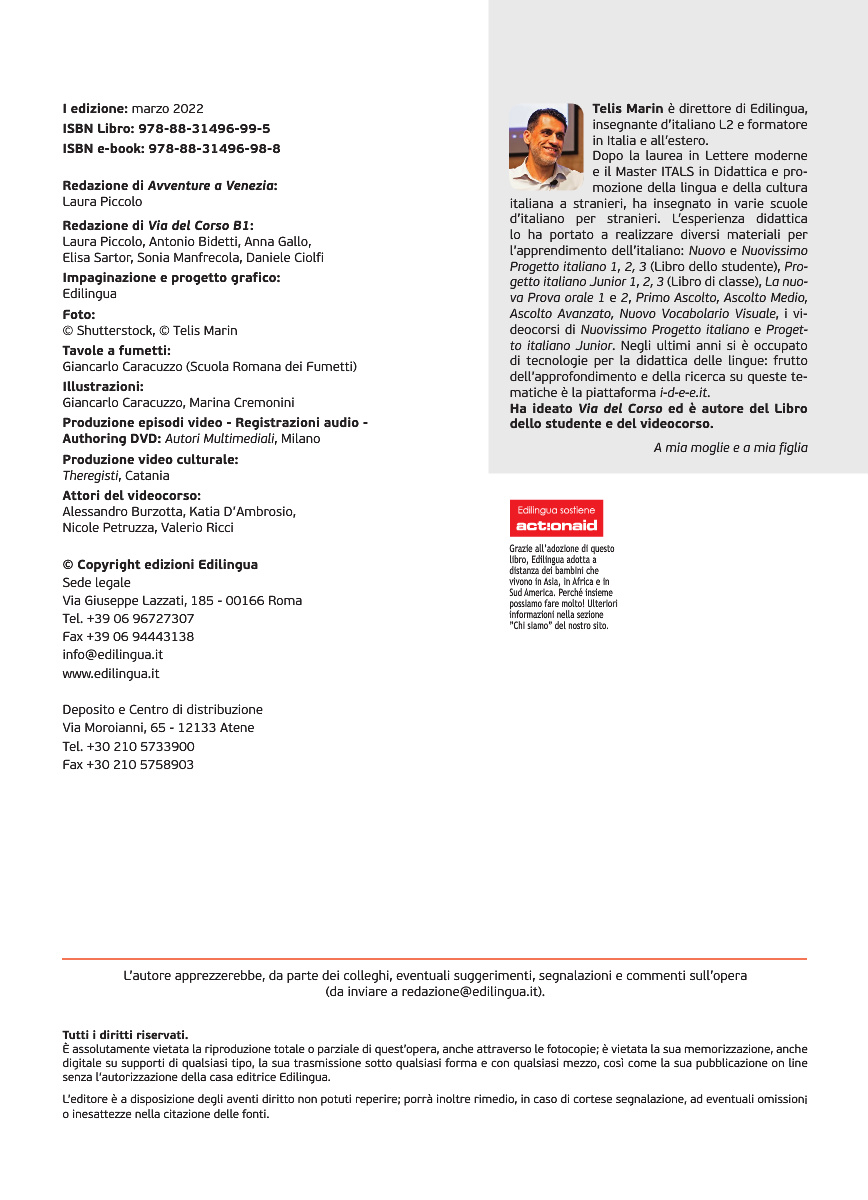 I edizione: marzo 2022
ISBN Libro: 978-88-31496-99-5
ISBN e-book: 978-88-31496-98-8
Redazione di Avventure a Venezia:
Laura Piccolo
Redazione di Via del Corso B1:
Laura Piccolo, Antonio Bidetti, Anna Gallo,
Elisa Sartor, Sonia Manfrecola, Daniele Ciolfi
Impaginazione e progetto grafico:
Edilingua
Foto:
© Shutterstock, © Telis Marin
Tavole a fumetti:
Giancarlo Caracuzzo (Scuola Romana dei Fumetti)
Illustrazioni:
Giancarlo Caracuzzo, Marina Cremonini
Produzione episodi video - Registrazioni audio -
Authoring DVD: Autori Multimediali, Milano
Produzione video culturale:
Theregisti, Catania
Attori del videocorso:
Alessandro Burzotta, Katia D'Ambrosio,
Nicole Petruzza, Valerio Ricci
© Copyright edizioni Edilingua
Sede legale
Via Giuseppe Lazzati, 185 - 00166 Roma
Tel. +39 06 96727307
Fax +39 06 94443138
info@edilingua.it
www.edilingua.it
Deposito e Centro di distribuzione
Via Moroianni, 65 - 12133 Atene
Tel. +30 210 5733900
Fax +30 210 5758903
Telis Marin è direttore di Edilingua,
insegnante d'italiano L2 e formatore
in Italia e all'estero.
Dopo la laurea in Lettere moderne
e il Master ITALS in Didattica e pro-
mozione della lingua e della cultura
italiana a stranieri, ha insegnato in varie scuole
d'italiano per stranieri. L'esperienza didattica
lo ha portato a realizzare diversi materiali per
l'apprendimento dell'italiano: Nuovo e Nuovissimo
Progetto italiano 1, 2, 3 (Libro dello studente), Pro-
getto italiano Junior 1, 2, 3 (Libro di classe), La nuo-
va Prova orale 1 e 2, Primo Ascolto, Ascolto Medio,
Ascolto Avanzato, Nuovo Vocabolario Visuale, i vi-
deocorsi di Nuovissimo Progetto italiano e Proget-
to italiano Junior. Negli ultimi anni si è occupato
di tecnologie per la didattica delle lingue: frutto
dell'approfondimento e della ricerca su queste te-
matiche è la piattaforma i-d-e-e.it.
Ha ideato Via del Corso ed è autore del Libro
dello studente e del videocorso.
A mia moglie e a mia figlia
Edilingua sostiene
act!onaid
Grazie all'adozione di questo
libro, Edilingua adotta a
distanza dei bambini che
vivono in Asia, in Africa e in
Sud America. Perché insieme
possiamo fare molto! Ulteriori
informazioni nella sezione
"Chi siamo" del nostro sito.
L'autore apprezzerebbe, da parte dei colleghi, eventuali suggerimenti, segnalazioni e commenti sull'opera
(da inviare a redazione@edilingua.it).
Tutti i diritti riservati.
È assolutamente vietata la riproduzione totale o parziale di quest'opera, anche attraverso le fotocopie; è vietata la sua memorizzazione, anche
digitale su supporti di qualsiasi tipo, la sua trasmissione sotto qualsiasi forma e con qualsiasi mezzo, così come la sua pubblicazione on line
senza l'autorizzazione della casa editrice Edilingua.
L'editore è a disposizione degli aventi diritto non potuti reperire; porrà inoltre rimedio, in caso di cortese segnalazione, ad eventuali omissioni
o inesattezze nella citazione delle fonti.